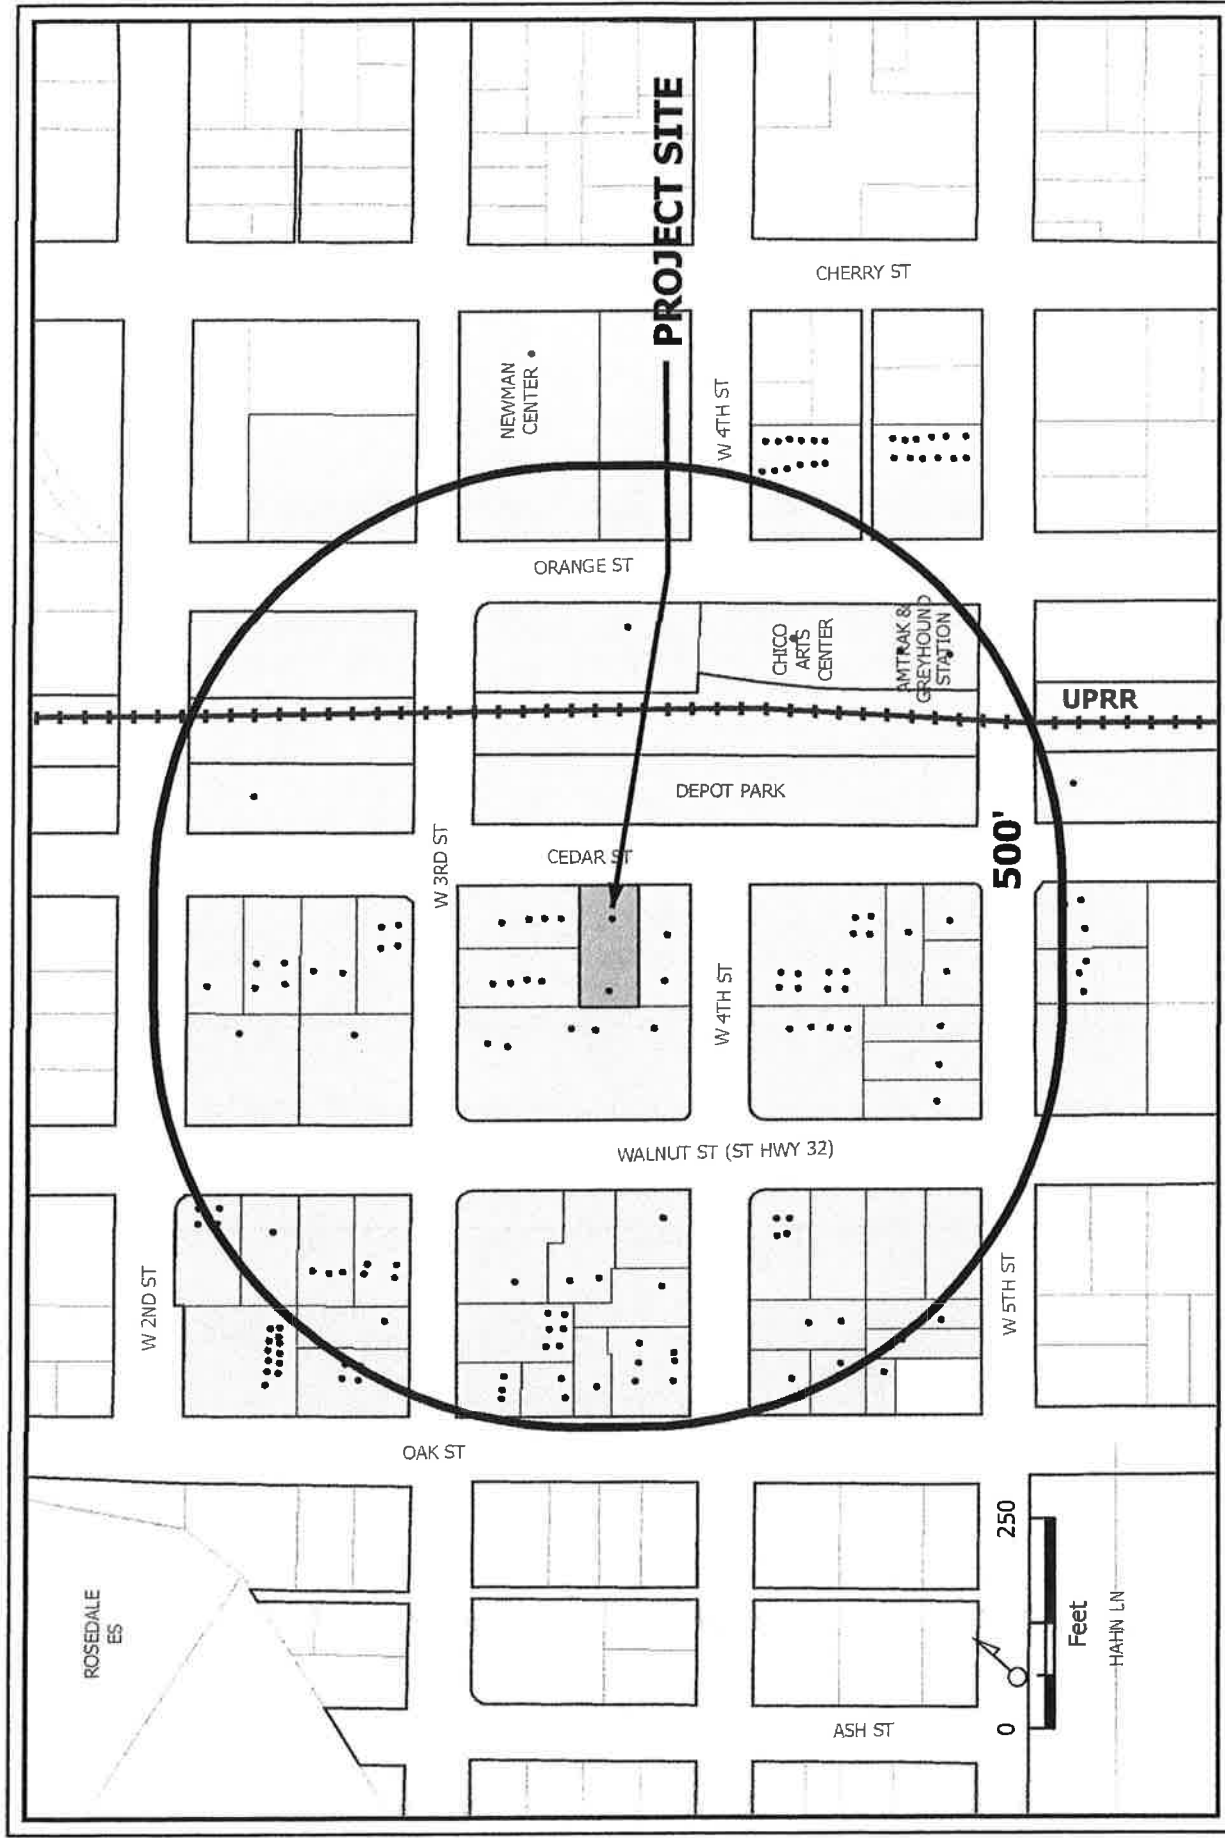 PROJECT SITE
CHERRY ST
NEWMAN
CENTER
W 4TH ST
ORANGE ST
CHICO
ARTS
CENTER
AMTRAK &
GREYHOUND
STATION
UPRR
DEPOT PARK
W 3RD ST
CEDAR ST
500'
W 4TH ST
WALNUT ST (ST HWY 32)
W 2ND ST
W 5TH ST
OAK ST
ROSEDALE
ES
0
250
Feet
HAHN LN
ASH ST